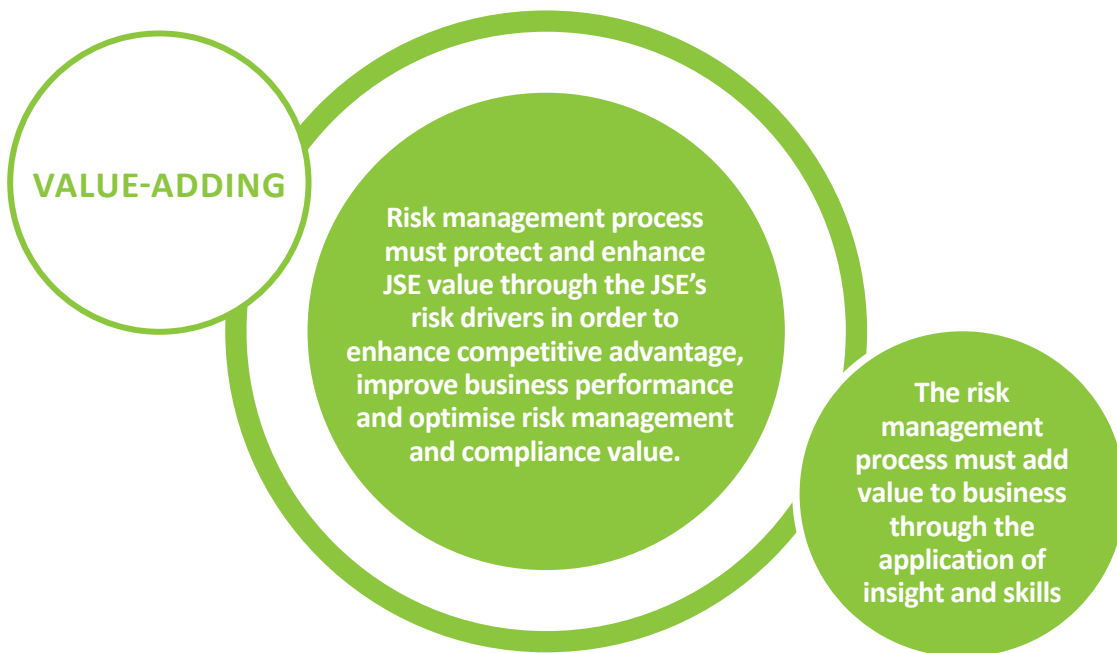 VALUE-ADDING
Risk management process
must protect and enhance
JSE value through the JSE’s
risk drivers in order to
enhance competitive advantage,
improve business performance
and optimise risk management
and compliance value.
The risk
management
process must add
value to business
through the
application of
insight and skills